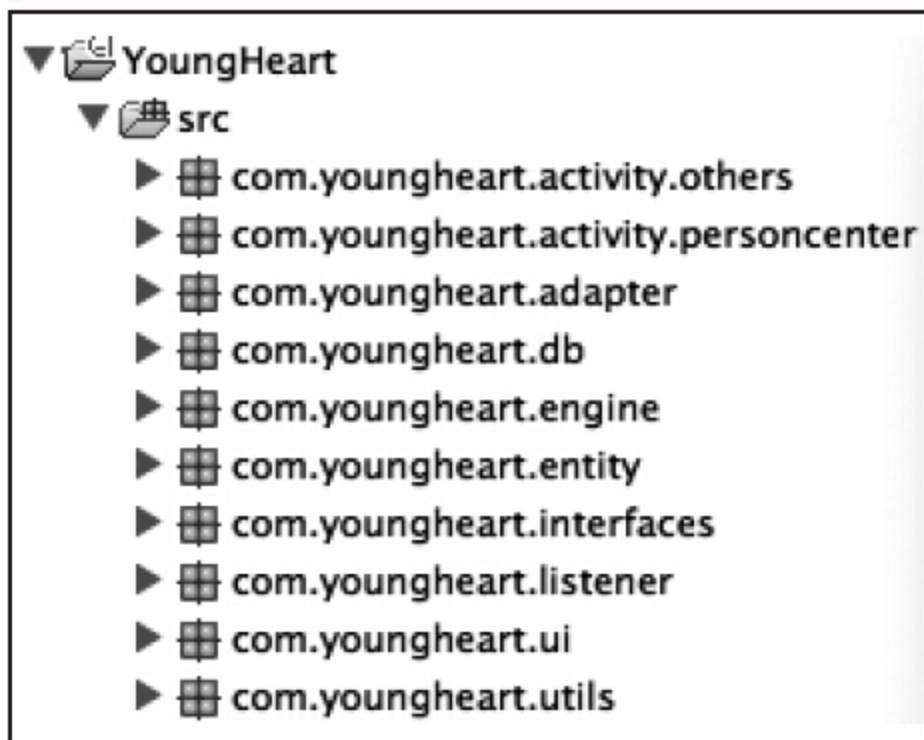 YoungHeart
src
com.youngheart.activity.others
com.youngheart.activity.personcenter
com.youngheart.adapter
com.youngheart.db
com.youngheart.engine
com.youngheart.entity
com.youngheart.interfaces
com.youngheart.listener
com.youngheart.ui
com.youngheart.utils